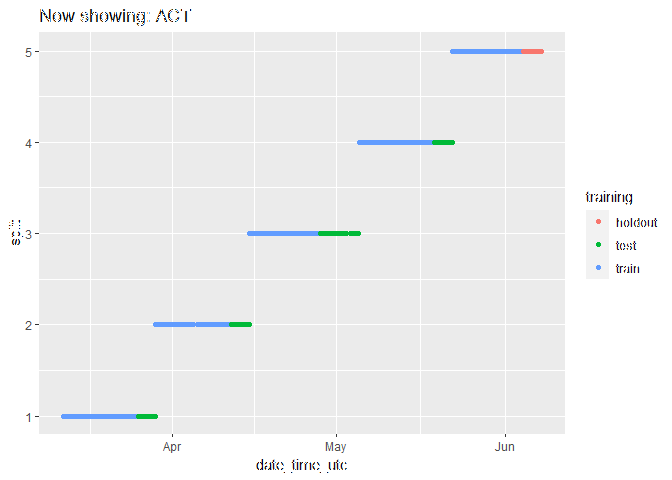 Now showing: ACT
5
4
3
2
1
Apr
May
Jun
date_time_utc
training
holdout
test
train